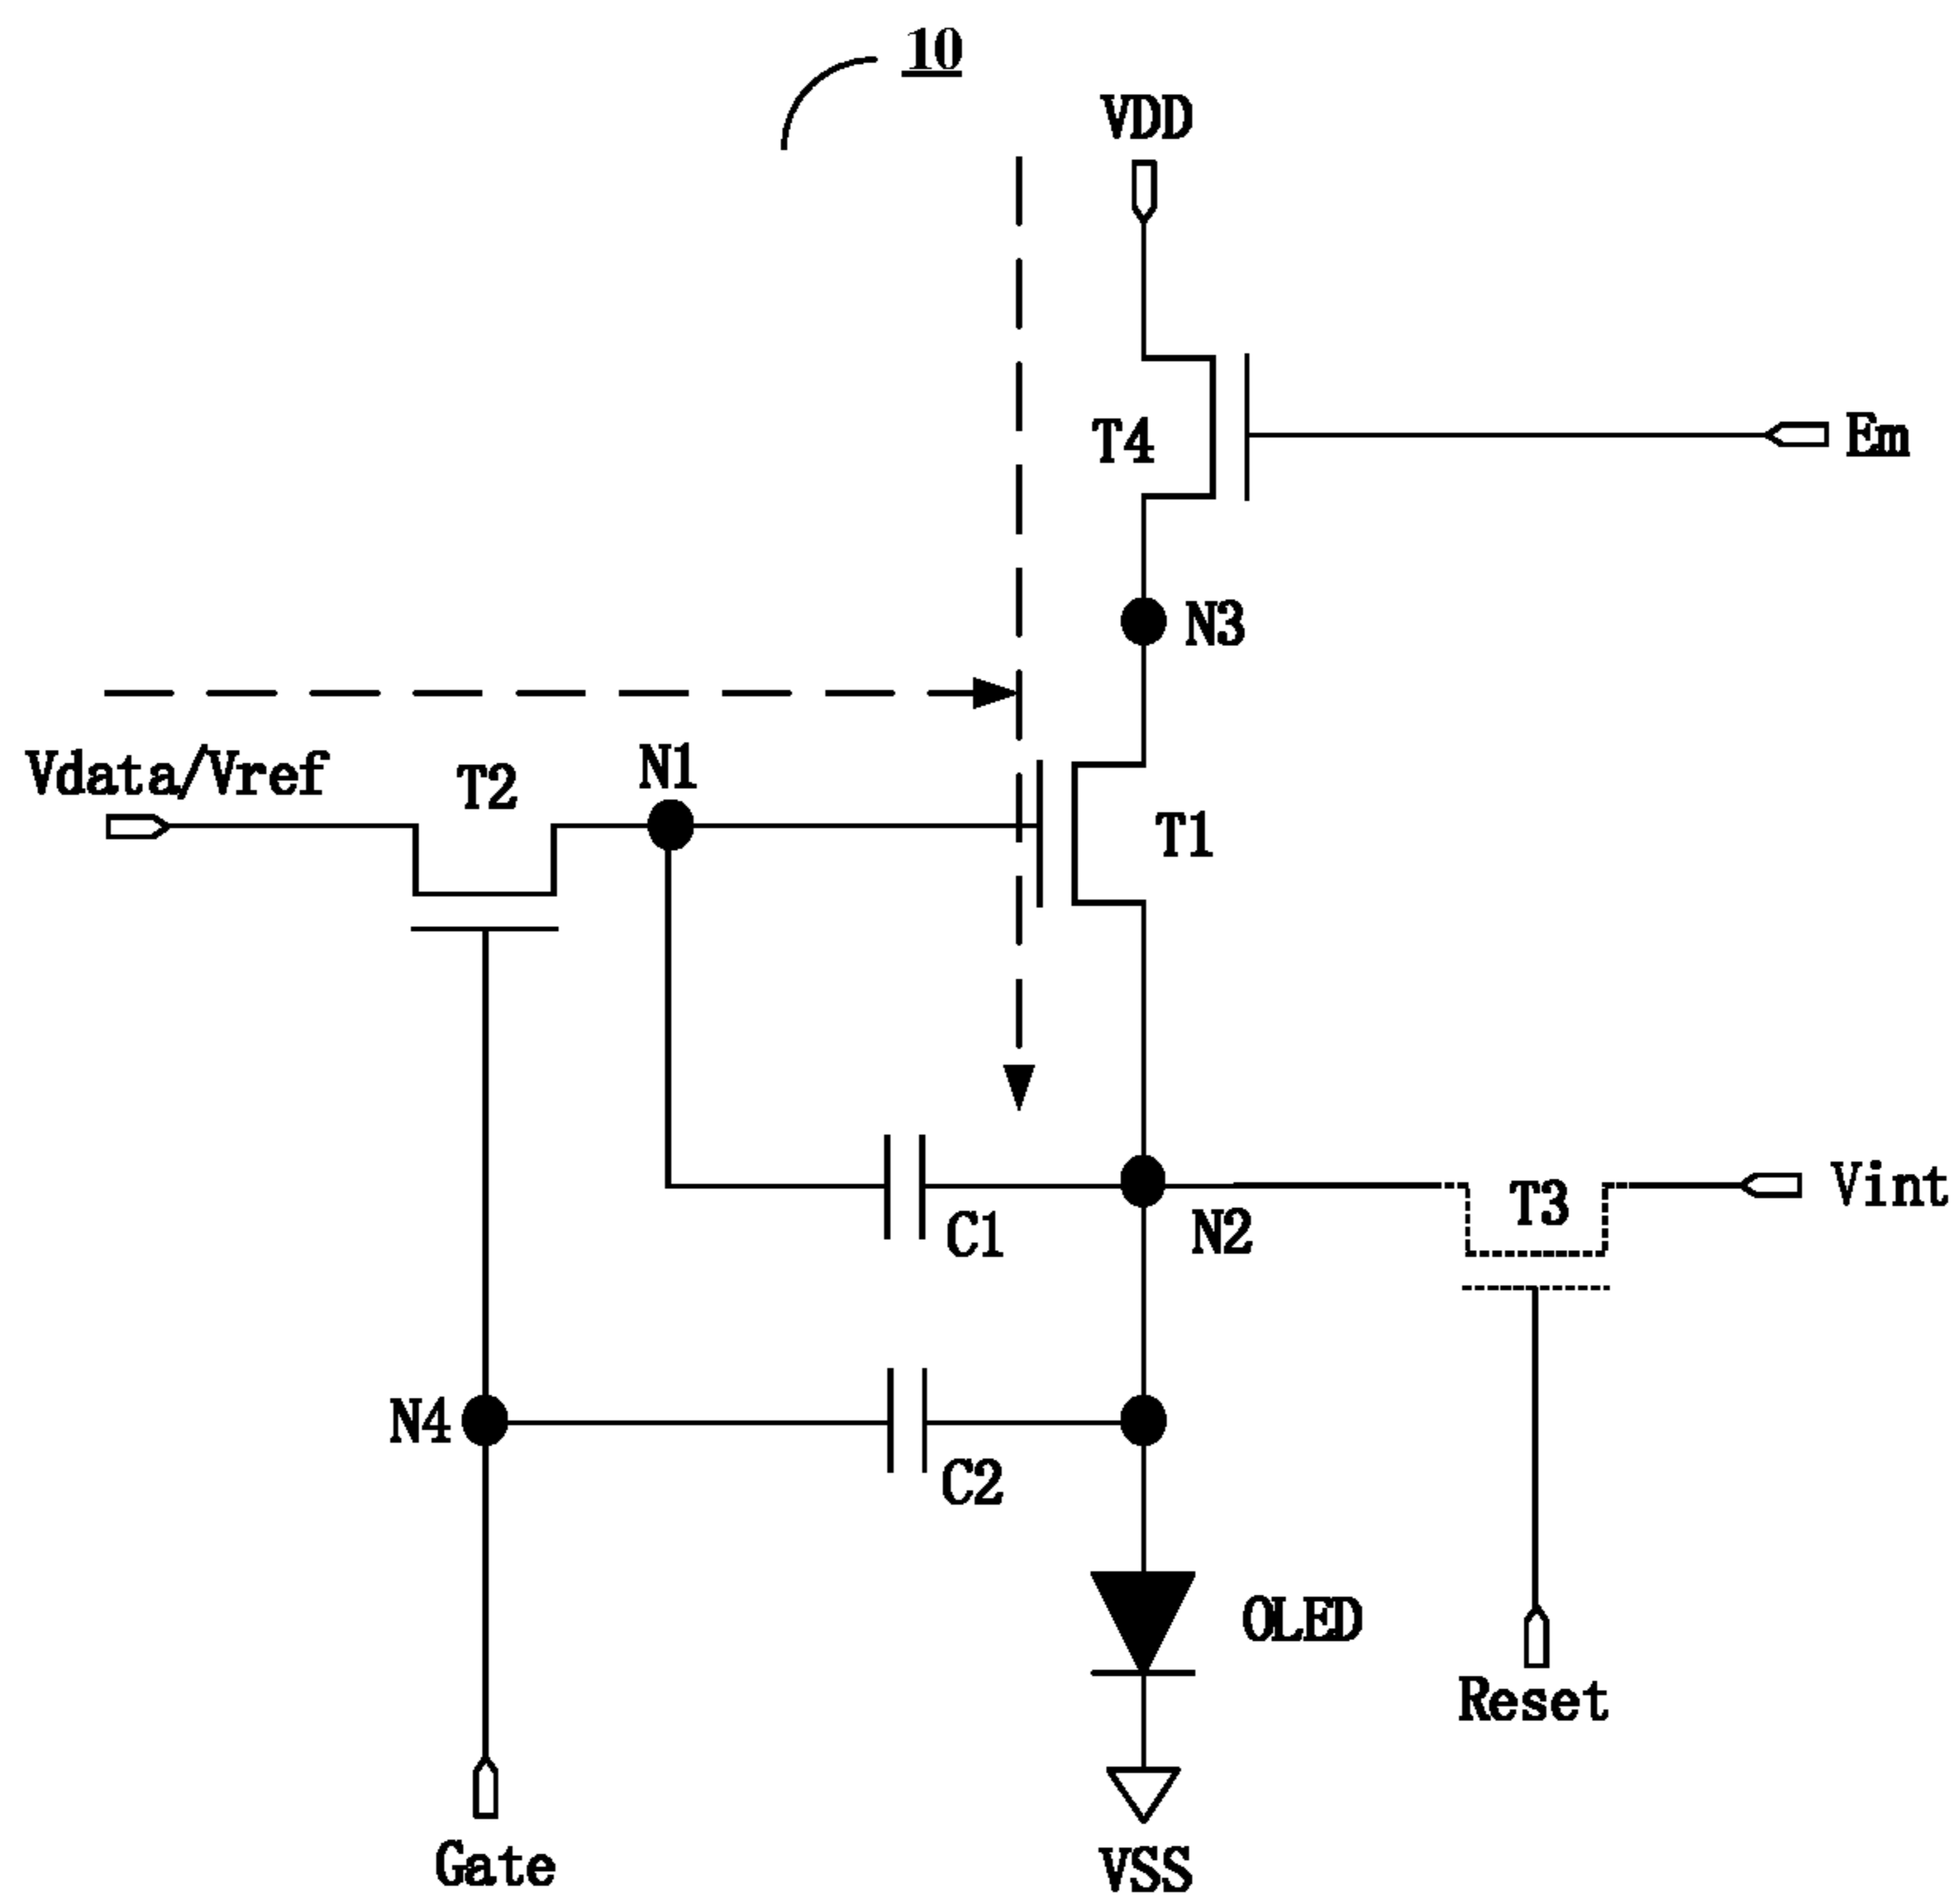 10
VDD
T4
Em
N3
Vdata/Vref
T2
N1
T1
C1
N2
T3
Vint
N4
C2
OLED
Reset
Gate
VSS